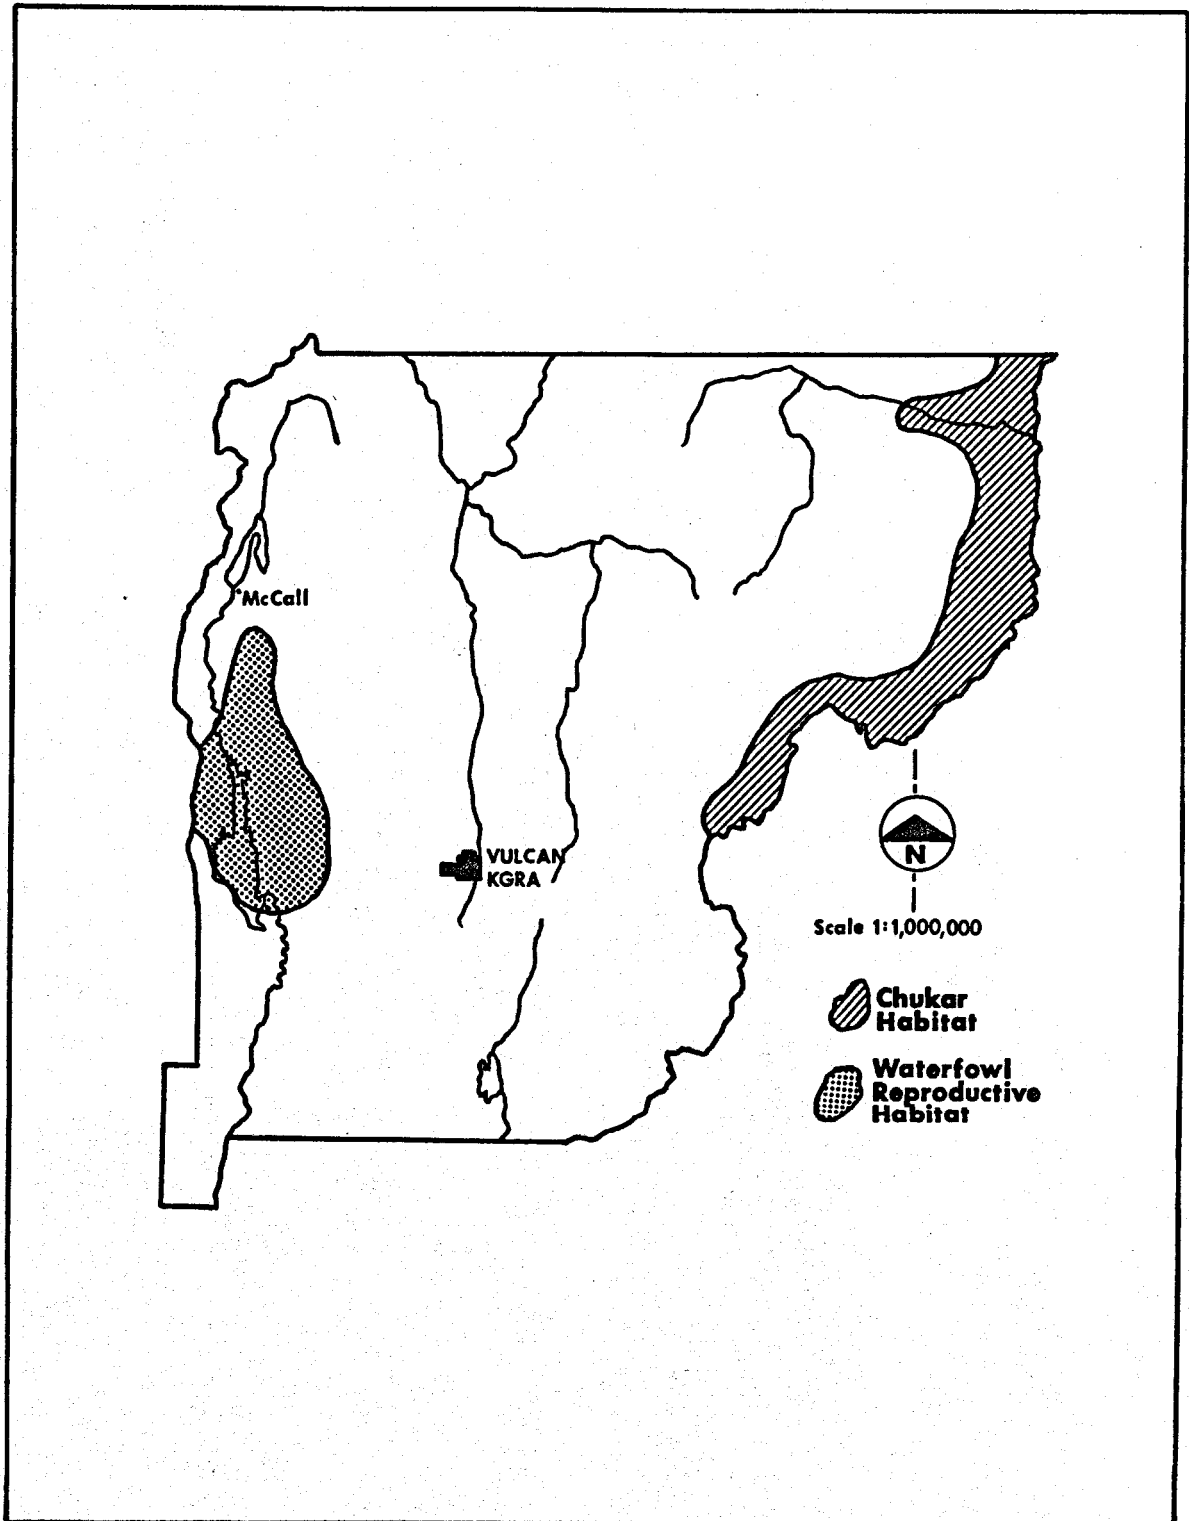 McCall
VULCAN
KGRA
N
Scale 1:1,000,000
Chukar
Habitat
Waterfowl
Reproductive
Habitat